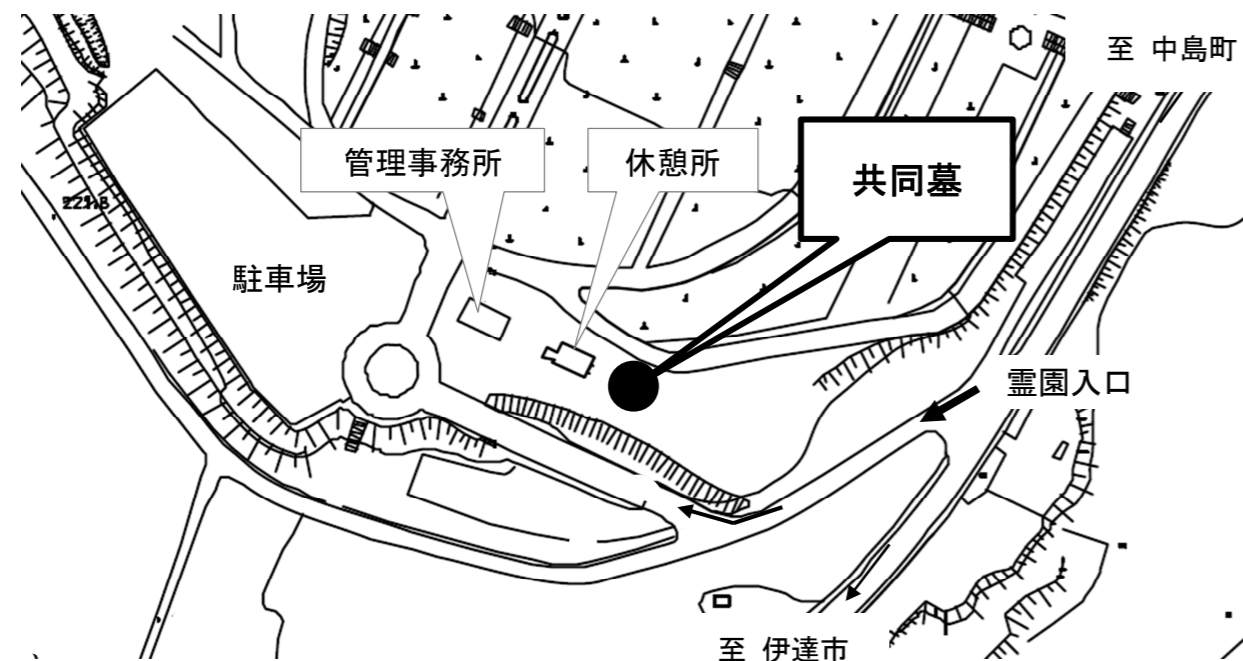 至 中島町
管理事務所
休憩所
共同墓
駐車場
霊園入口
至 伊達市